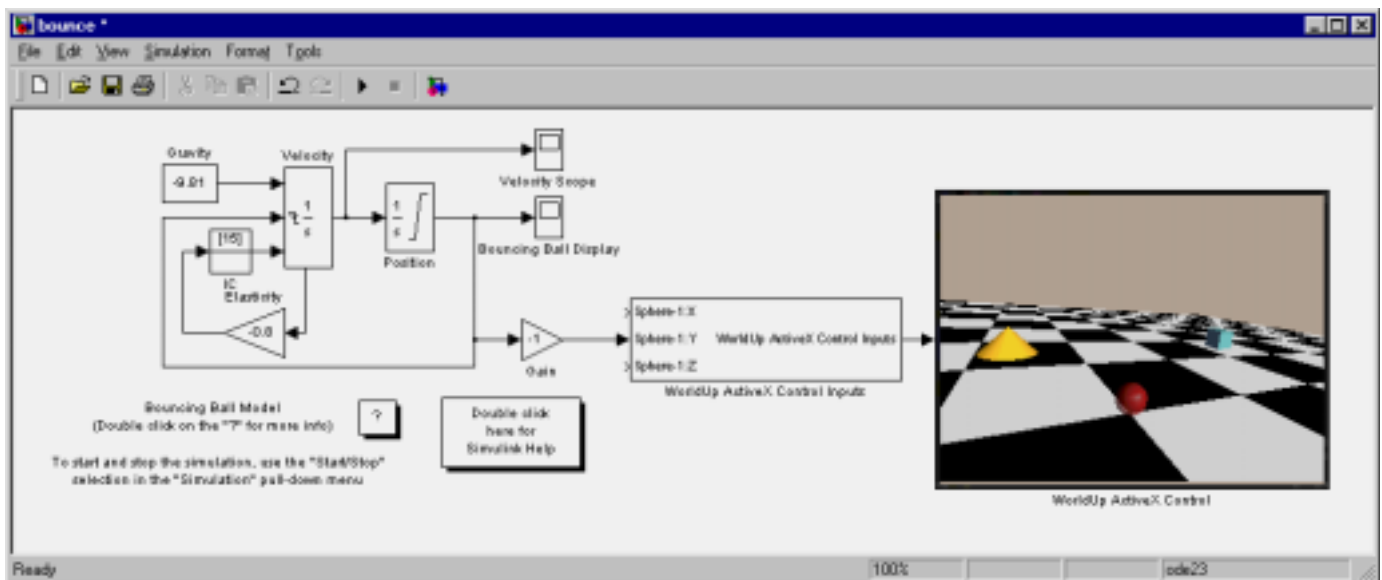 bounce *
File Edit View Simulation Format Tools
Gravity
-9.81
Velocity
1
s
Velocity Scope
1
s
Position
Bouncing Ball Display
[15]
IC
Elasticity
-0.8
-1
Gain
Sphere-1:X
Sphere-1:Y WorldUp ActiveX Control Inputs
Sphere-1:Z
WorldUp ActiveX Control Inputs
WorldUp ActiveX Control
Bouncing Ball Model
(Double click on the "?" for more info)
?
Double click
here for
Simulink Help
To start and stop the simulation, use the "Start/Stop"
selection in the "Simulation" pull-down menu
Ready 100% ode23